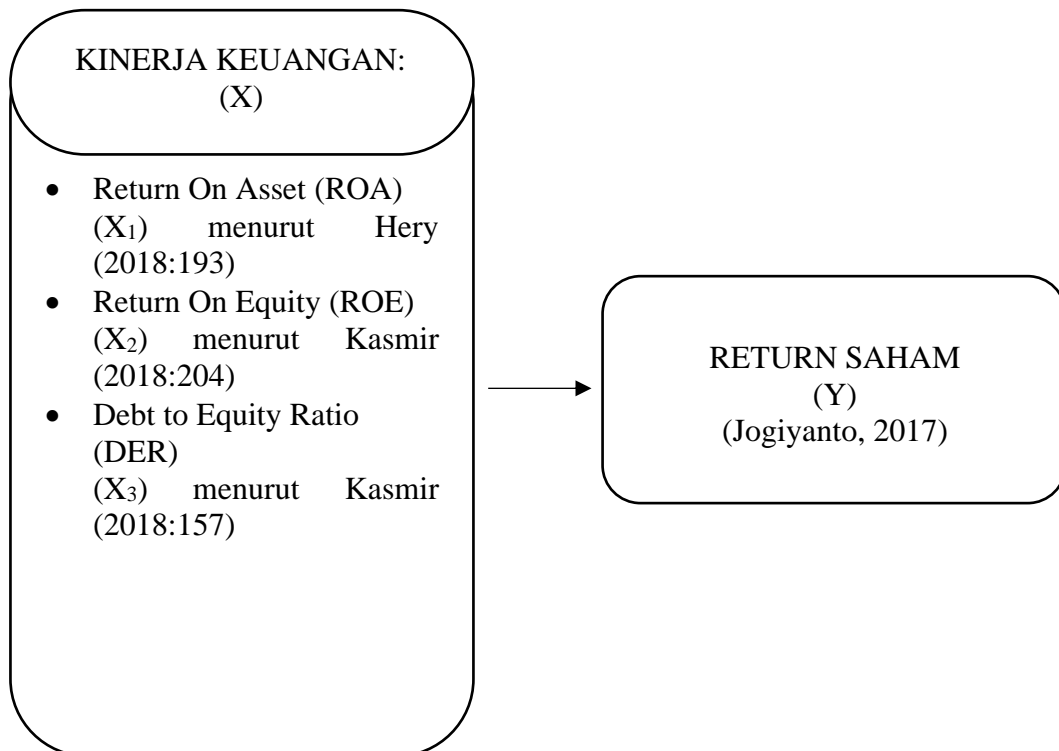 KINERJA KEUANGAN:
(X)
• Return On Asset (ROA)
(X₁) menurut Hery
(2018:193)
• Return On Equity (ROE)
(X₂) menurut Kasmir
(2018:204)
• Debt to Equity Ratio
(DER)
(X₃) menurut Kasmir
(2018:157)
RETURN SAHAM
(Y)
(Jogiyanto, 2017)